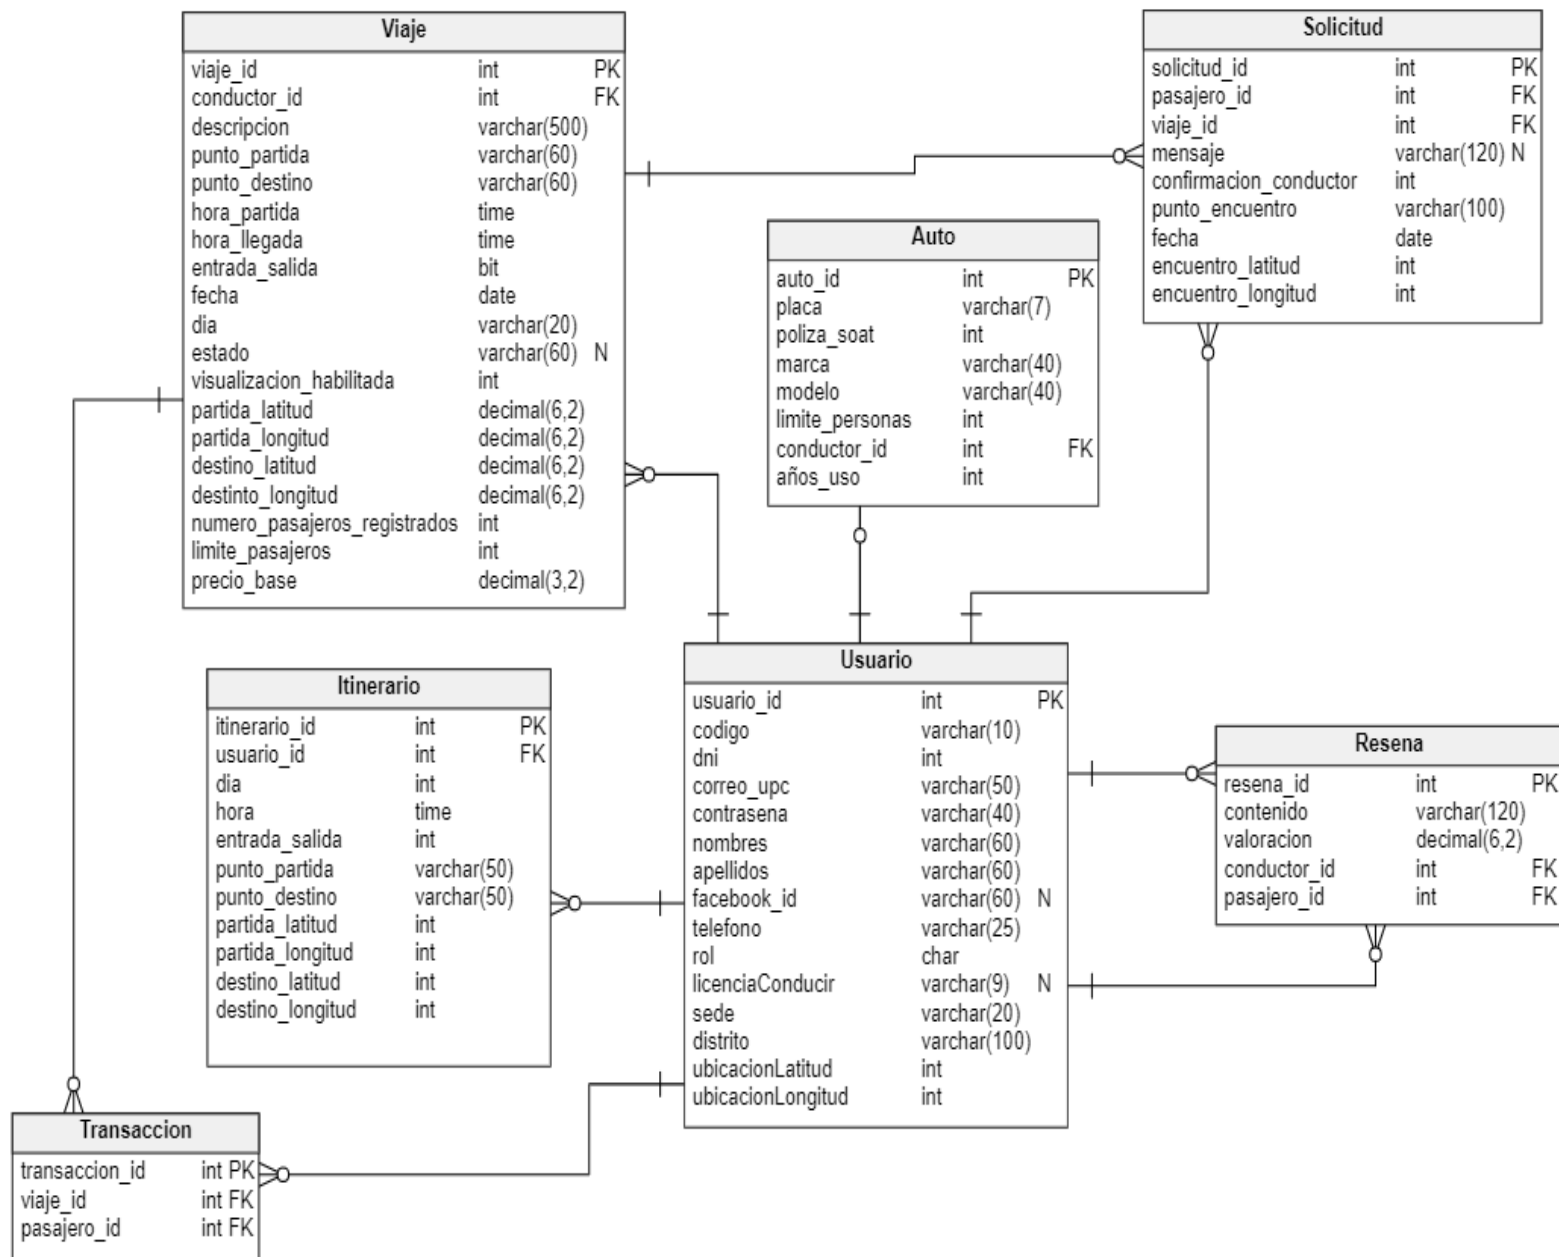 Viaje
viaje_id int PK
conductor_id int FK
descripcion varchar(500)
punto_partida varchar(60)
punto_destino varchar(60)
hora_partida time
hora_llegada time
entrada_salida bit
fecha date
dia varchar(20)
estado varchar(60) N
visualizacion_habilitada int
partida_latitud decimal(6,2)
partida_longitud decimal(6,2)
destino_latitud decimal(6,2)
destinto_longitud decimal(6,2)
numero_pasajeros_registrados int
limite_pasajeros int
precio_base decimal(3,2)
Solicitud
solicitud_id int PK
pasajero_id int FK
viaje_id int FK
mensaje varchar(120) N
confirmacion_conductor int
punto_encuentro varchar(100)
fecha date
encuentro_latitud int
encuentro_longitud int
Auto
auto_id int PK
placa varchar(7)
poliza_soat int
marca varchar(40)
modelo varchar(40)
limite_personas int
conductor_id int FK
años_uso int
Itinerario
itinerario_id int PK
usuario_id int FK
dia int
hora time
entrada_salida int
punto_partida varchar(50)
punto_destino varchar(50)
partida_latitud int
partida_longitud int
destino_latitud int
destino_longitud int
Usuario
usuario_id int PK
codigo varchar(10)
dni int
correo_upc varchar(50)
contrasena varchar(40)
nombres varchar(60)
apellidos varchar(60)
facebook_id varchar(60) N
telefono varchar(25)
rol char
licenciaConducir varchar(9) N
sede varchar(20)
distrito varchar(100)
ubicacionLatitud int
ubicacionLongitud int
Resena
resena_id int PK
contenido varchar(120)
valoracion decimal(6,2)
conductor_id int FK
pasajero_id int FK
Transaccion
transaccion_id int PK
viaje_id int FK
pasajero_id int FK